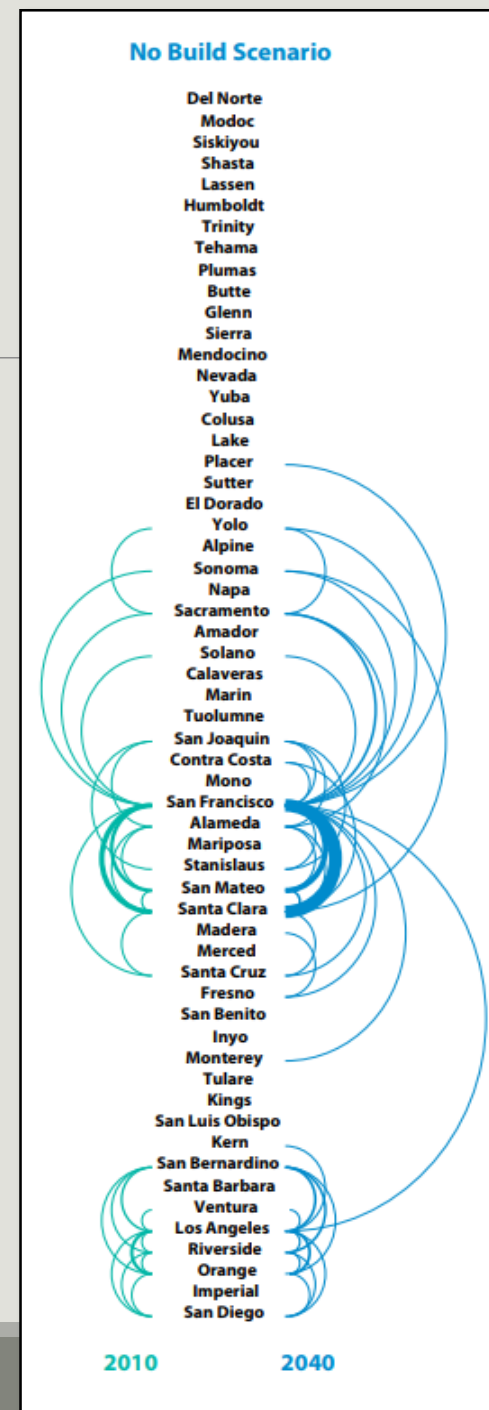 No Build Scenario
Del Norte
Modoc
Siskiyou
Shasta
Lassen
Humboldt
Trinity
Tehama
Plumas
Butte
Glenn
Sierra
Mendocino
Nevada
Yuba
Colusa
Lake
Placer
Sutter
El Dorado
Yolo
Alpine
Sonoma
Napa
Sacramento
Amador
Solano
Calaveras
Marin
Tuolumne
San Joaquin
Contra Costa
Mono
San Francisco
Alameda
Mariposa
Stanislaus
San Mateo
Santa Clara
Madera
Merced
Santa Cruz
Fresno
San Benito
Inyo
Monterey
Tulare
Kings
San Luis Obispo
Kern
San Bernardino
Santa Barbara
Ventura
Los Angeles
Riverside
Orange
Imperial
San Diego
2010 2040